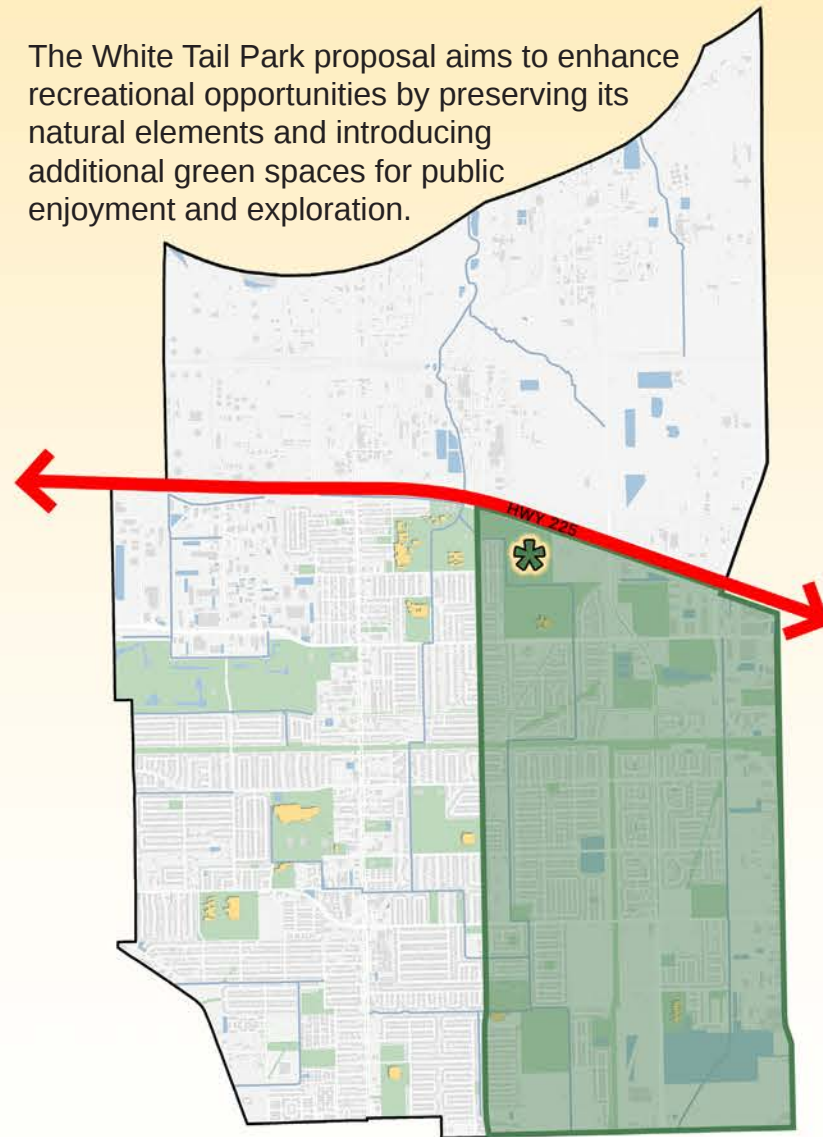 The White Tail Park proposal aims to enhance
recreational opportunities by preserving its
natural elements and introducing
additional green spaces for public
enjoyment and exploration.
HWY 225